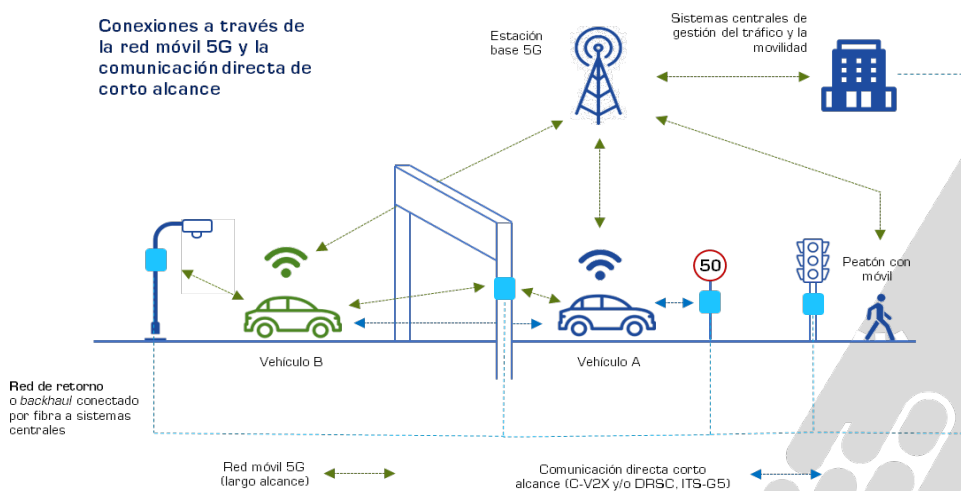 Conexiones a través de
la red móvil 5G y la
comunicación directa de
corto alcance
Estación
base 5G
Sistemas centrales de
gestión del tráfico y la
movilidad
50
Peatón con
móvil
Vehículo B
Vehículo A
Red de retorno
o backhaul conectado
por fibra a sistemas
centrales
Red móvil 5G
(largo alcance)
Comunicación directa corto
alcance (C-V2X y/o DRSC, ITS-G5)